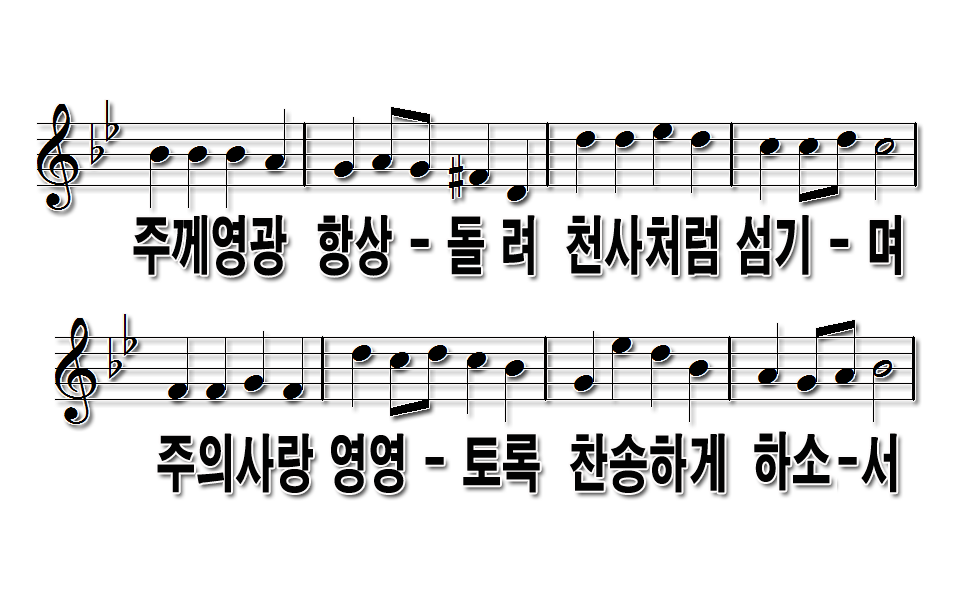 주께영광 항상 - 돌 려 천사처럼 섬기 - 며
주의사랑 영영 - 토록 찬송하게 하소-서